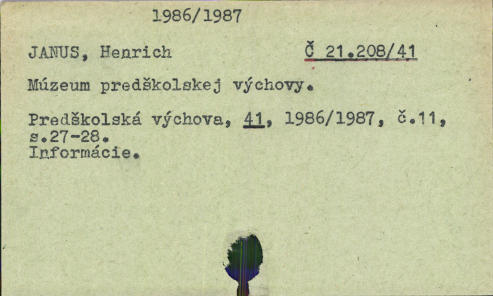 1986/1987
JANUS, Henrich Č 21.208/41
Múzeum predškolskej výchovy.
Predškolská výchova, 41, 1986/1987, č.11,
s.27-28.
Informácie.